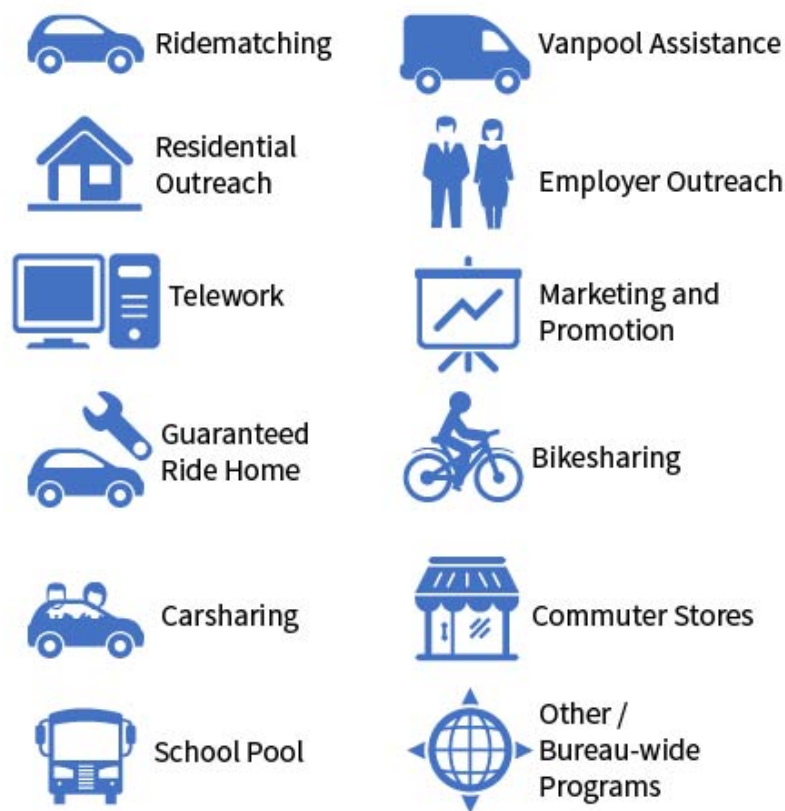 Ridematching
Vanpool Assistance
Residential
Outreach
Employer Outreach
Telework
Marketing and
Promotion
Guaranteed
Ride Home
Bikesharing
Carsharing
Commuter Stores
School Pool
Other /
Bureau-wide
Programs